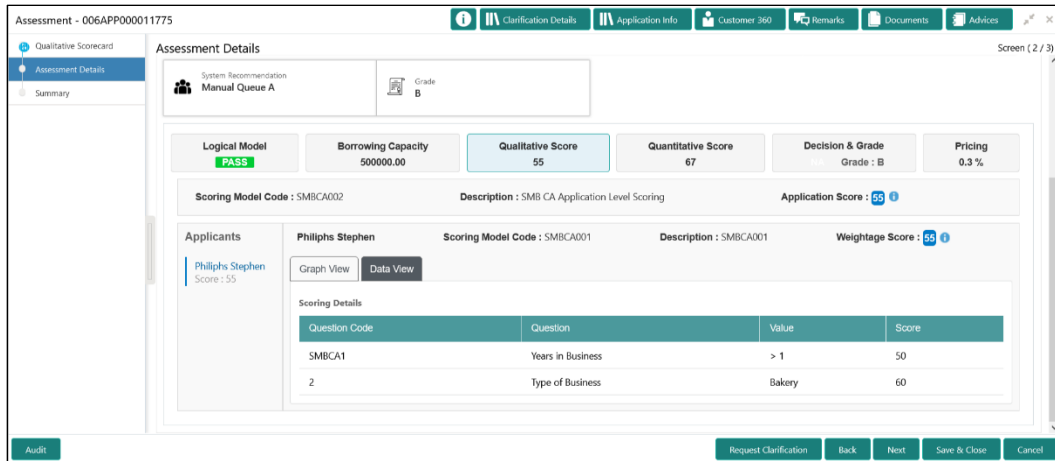 Assessment - 006APP000011775
Clarification Details
Application Info
Customer 360
Remarks
Documents
Advices
Qualitative Scorecard
Assessment Details
Summary
Assessment Details
Screen ( 2 / 3)
System Recommendation
Manual Queue A
Grade
B
Logical Model
PASS
Borrowing Capacity
500000.00
Qualitative Score
55
Quantitative Score
67
Decision & Grade
Grade : B
Pricing
0.3 %
Scoring Model Code : SMBCA002 Description : SMB CA Application Level Scoring Application Score : 55
Applicants
Philiphs Stephen
Score : 55
Philiphs Stephen Scoring Model Code : SMBCA001 Description : SMBCA001 Weightage Score : 55
Graph View Data View
Scoring Details
Question Code Question Value Score
SMBCA1 Years in Business > 1 50
2 Type of Business Bakery 60
Audit Request Clarification Back Next Save & Close Cancel